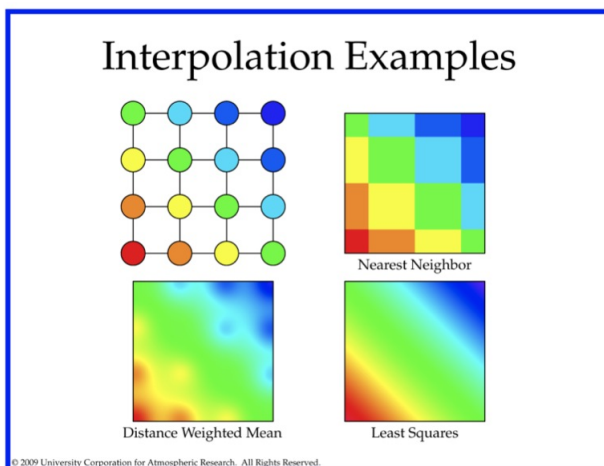 Interpolation Examples
Nearest Neighbor
Distance Weighted Mean
Least Squares
© 2009 University Corporation for Atmospheric Research. All Rights Reserved.